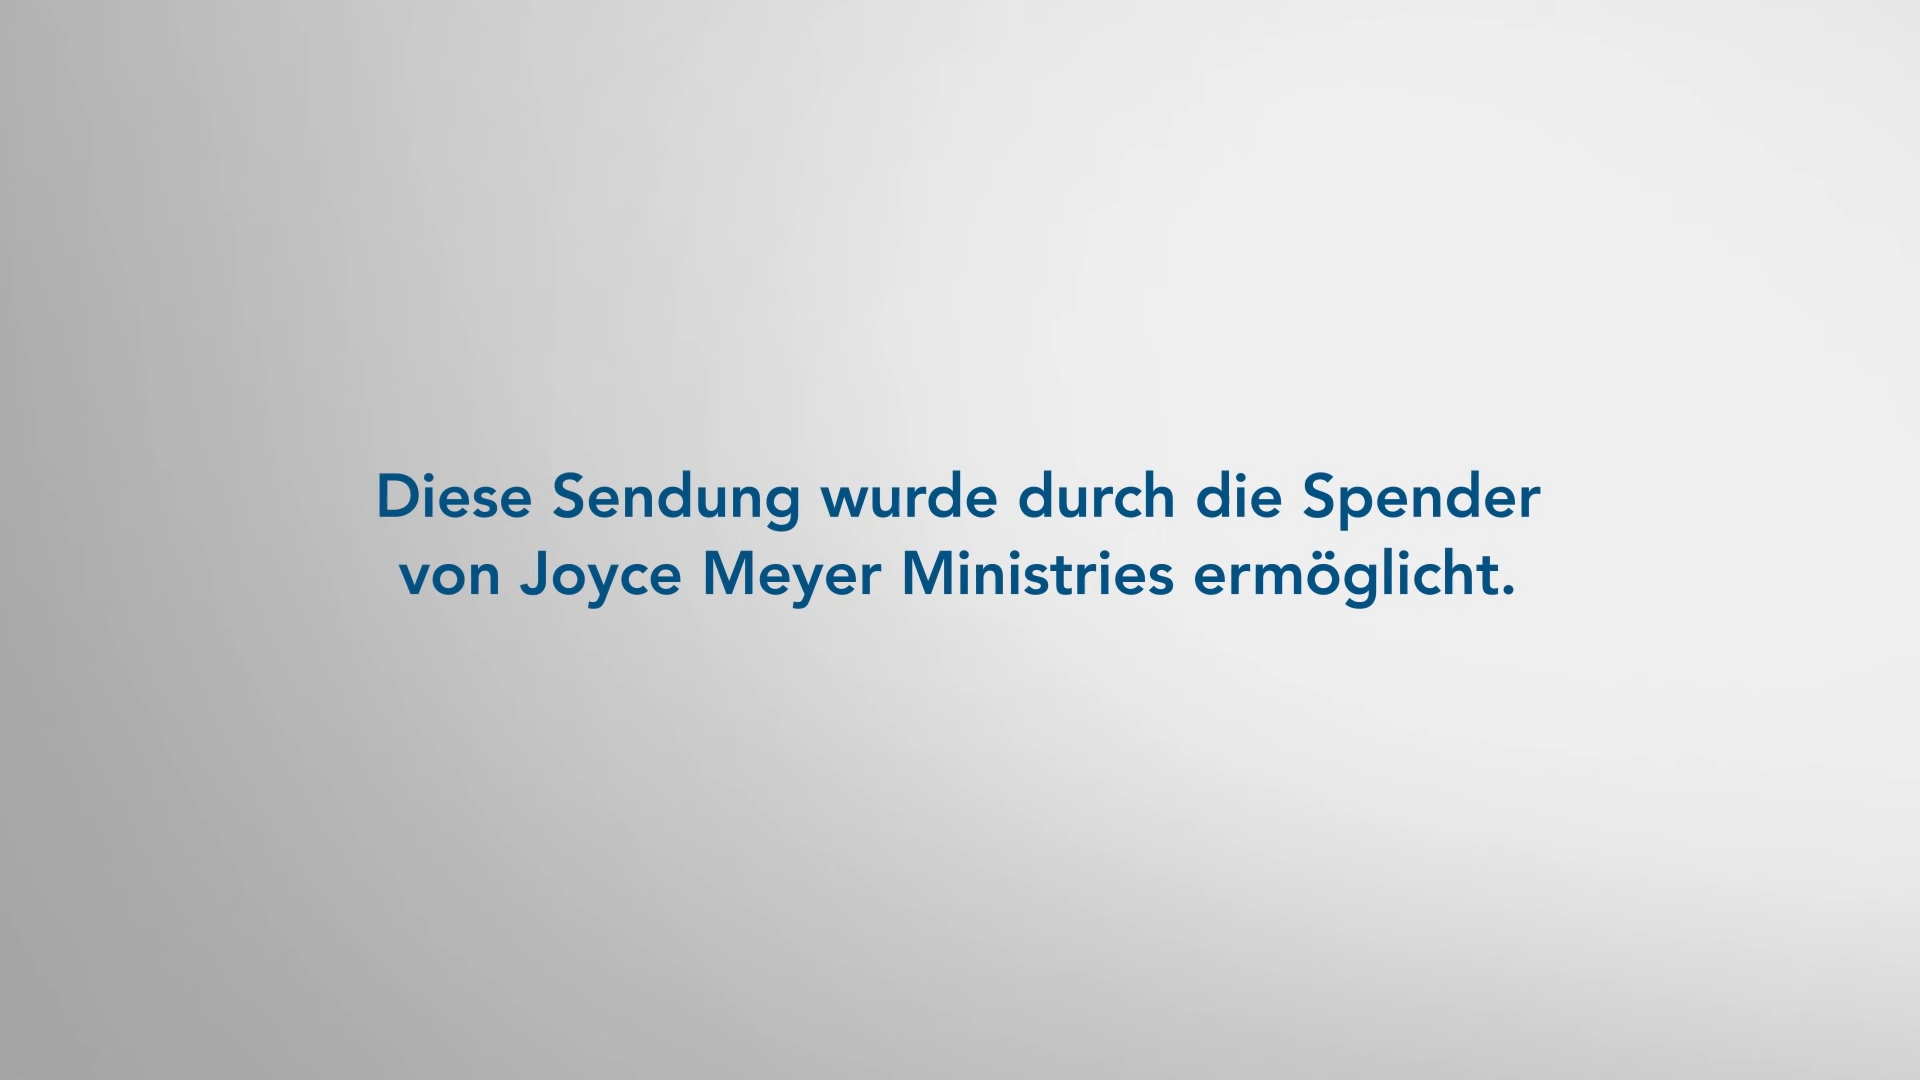 Diese Sendung wurde durch die Spender
von Joyce Meyer Ministries ermöglicht.